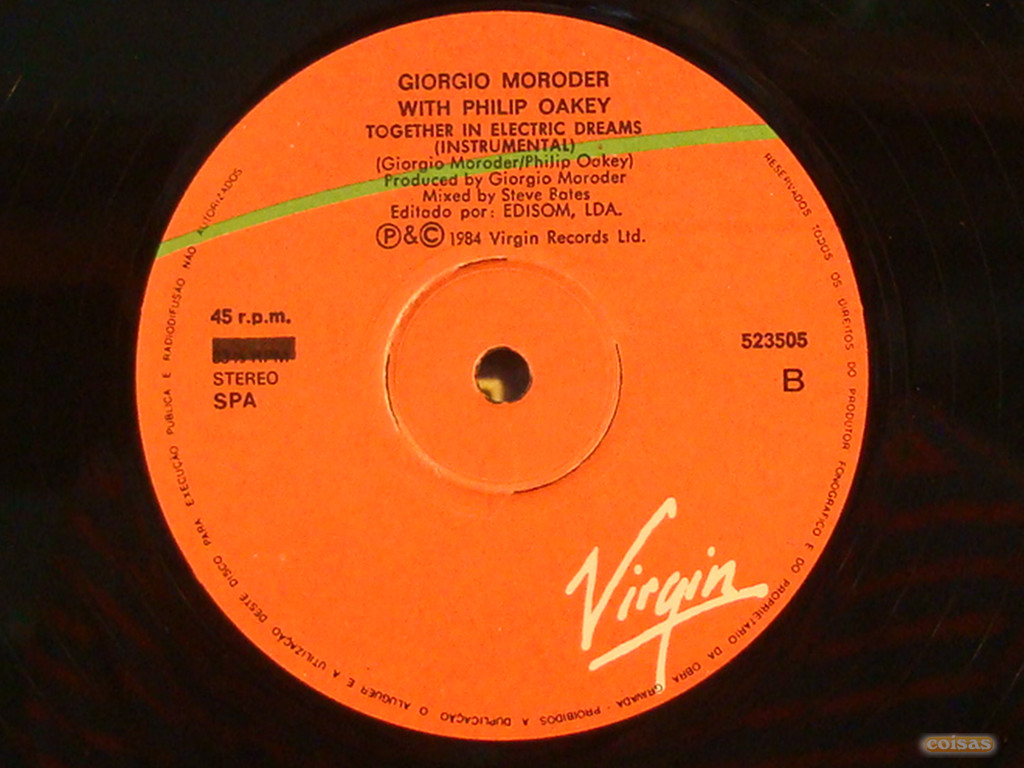 GIORGIO MORODER
WITH PHILIP OAKEY
TOGETHER IN ELECTRIC DREAMS
(INSTRUMENTAL)
(Giorgio Moroder/Philip Oakey)
Produced by Giorgio Moroder
Mixed by Steve Bates
Editado por: EDISOM, LDA.
Ⓟ&© 1984 Virgin Records Ltd.
45 r.p.m.
STEREO
SPA
523505
B
Virgin
RESERVADOS TODOS OS DIREITOS DO PRODUTOR FONOGRAFICO E DO PROPRIETARIO DA OBRA GRAVADA - PROIBIDOS A DUPLICAÇÃO O ALUGUER E A UTILIZAÇÃO DESTE DISCO PARA EXECUÇÃO PUBLICA E RADIODIFUSÃO NÃO AUTORIZADOS
coisas